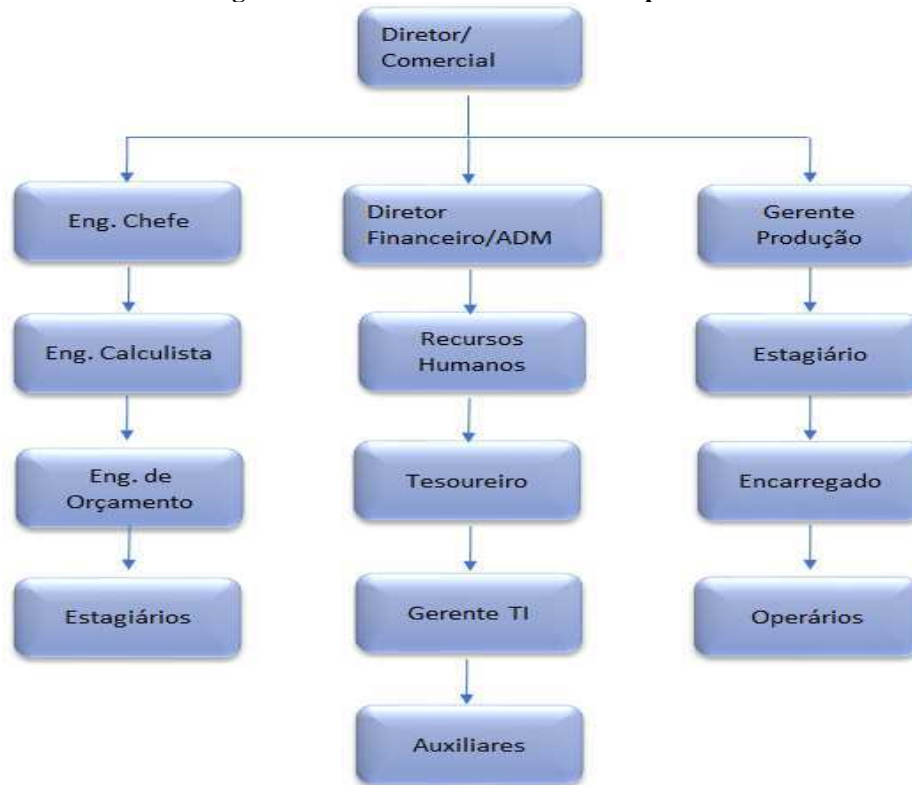 Diretor/
Comercial
Eng. Chefe
Diretor
Financeiro/ADM
Gerente
Produção
Eng. Calculista
Recursos
Humanos
Estagiário
Eng. de
Orçamento
Tesoureiro
Encarregado
Estagiários
Gerente TI
Operários
Auxiliares